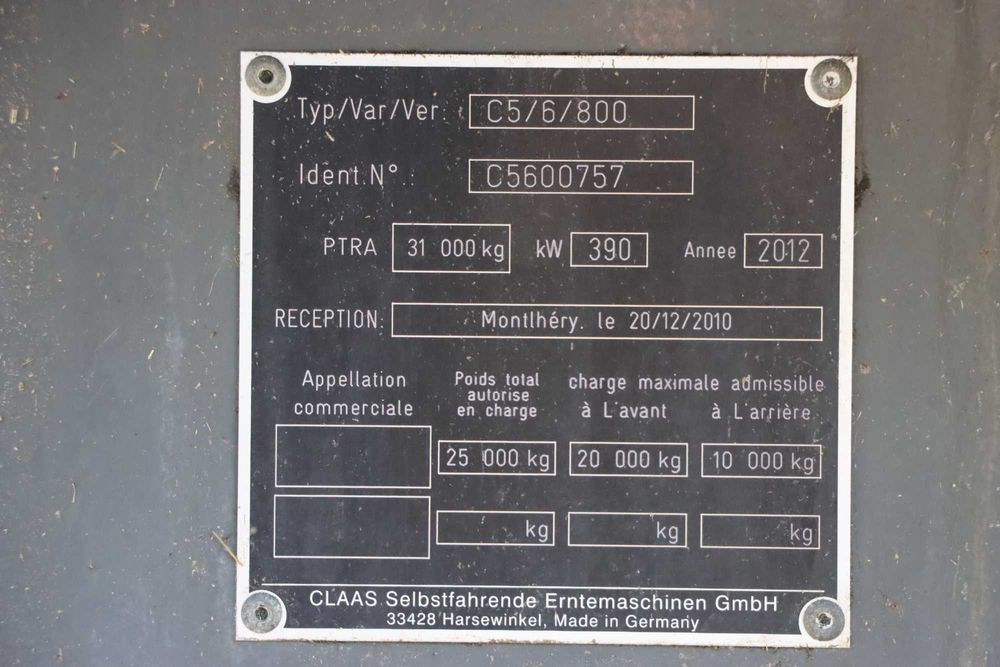 Typ/Var/Ver: C5/6/800
Ident.N° : C5600757
PTRA 31 000 kg kW 390 Annee 2012
RECEPTION: Montlhéry, le 20/12/2010
Appellation commerciale
Poids total autorise en charge
charge maximale admissible
à L'avant à L'arrière
25 000 kg 20 000 kg 10 000 kg
kg kg kg
CLAAS Selbstfahrende Erntemaschinen GmbH
33428 Harsewinkel, Made in Germany